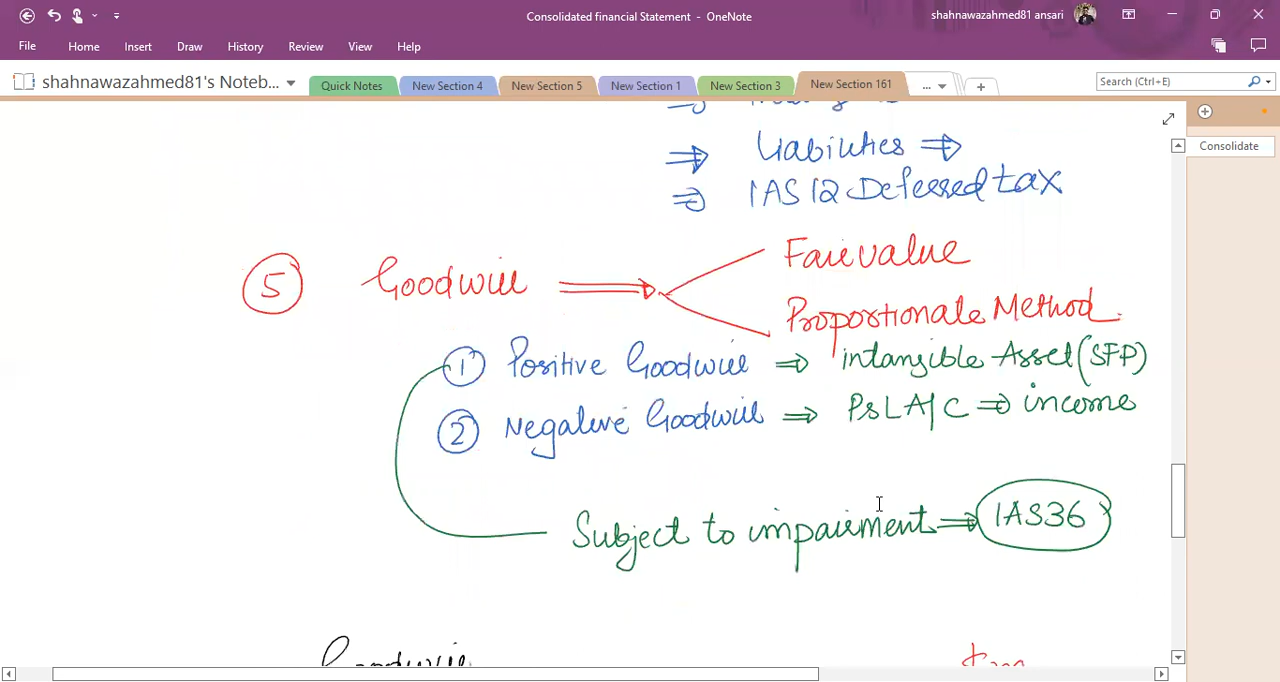 Consolidated financial Statement - OneNote
shahnawazahmed81 ansari
File Home Insert Draw History Review View Help
shahnawazahmed81's Noteb...
Quick Notes New Section 4 New Section 5 New Section 1 New Section 3 New Section 161 ...
Search (Ctrl+E)
Consolidate
⇒ Liabilities ⇒
⇒ IAS 12 Deferred tax
5 Goodwill ⇒ Fair value
Proportionale Method.
1 Positive Goodwill ⇒ intangible Asset (SFP)
2 Negative Goodwill ⇒ PsL A/C ⇒ income
Subject to impairment ⇒ IAS36
Goodwill